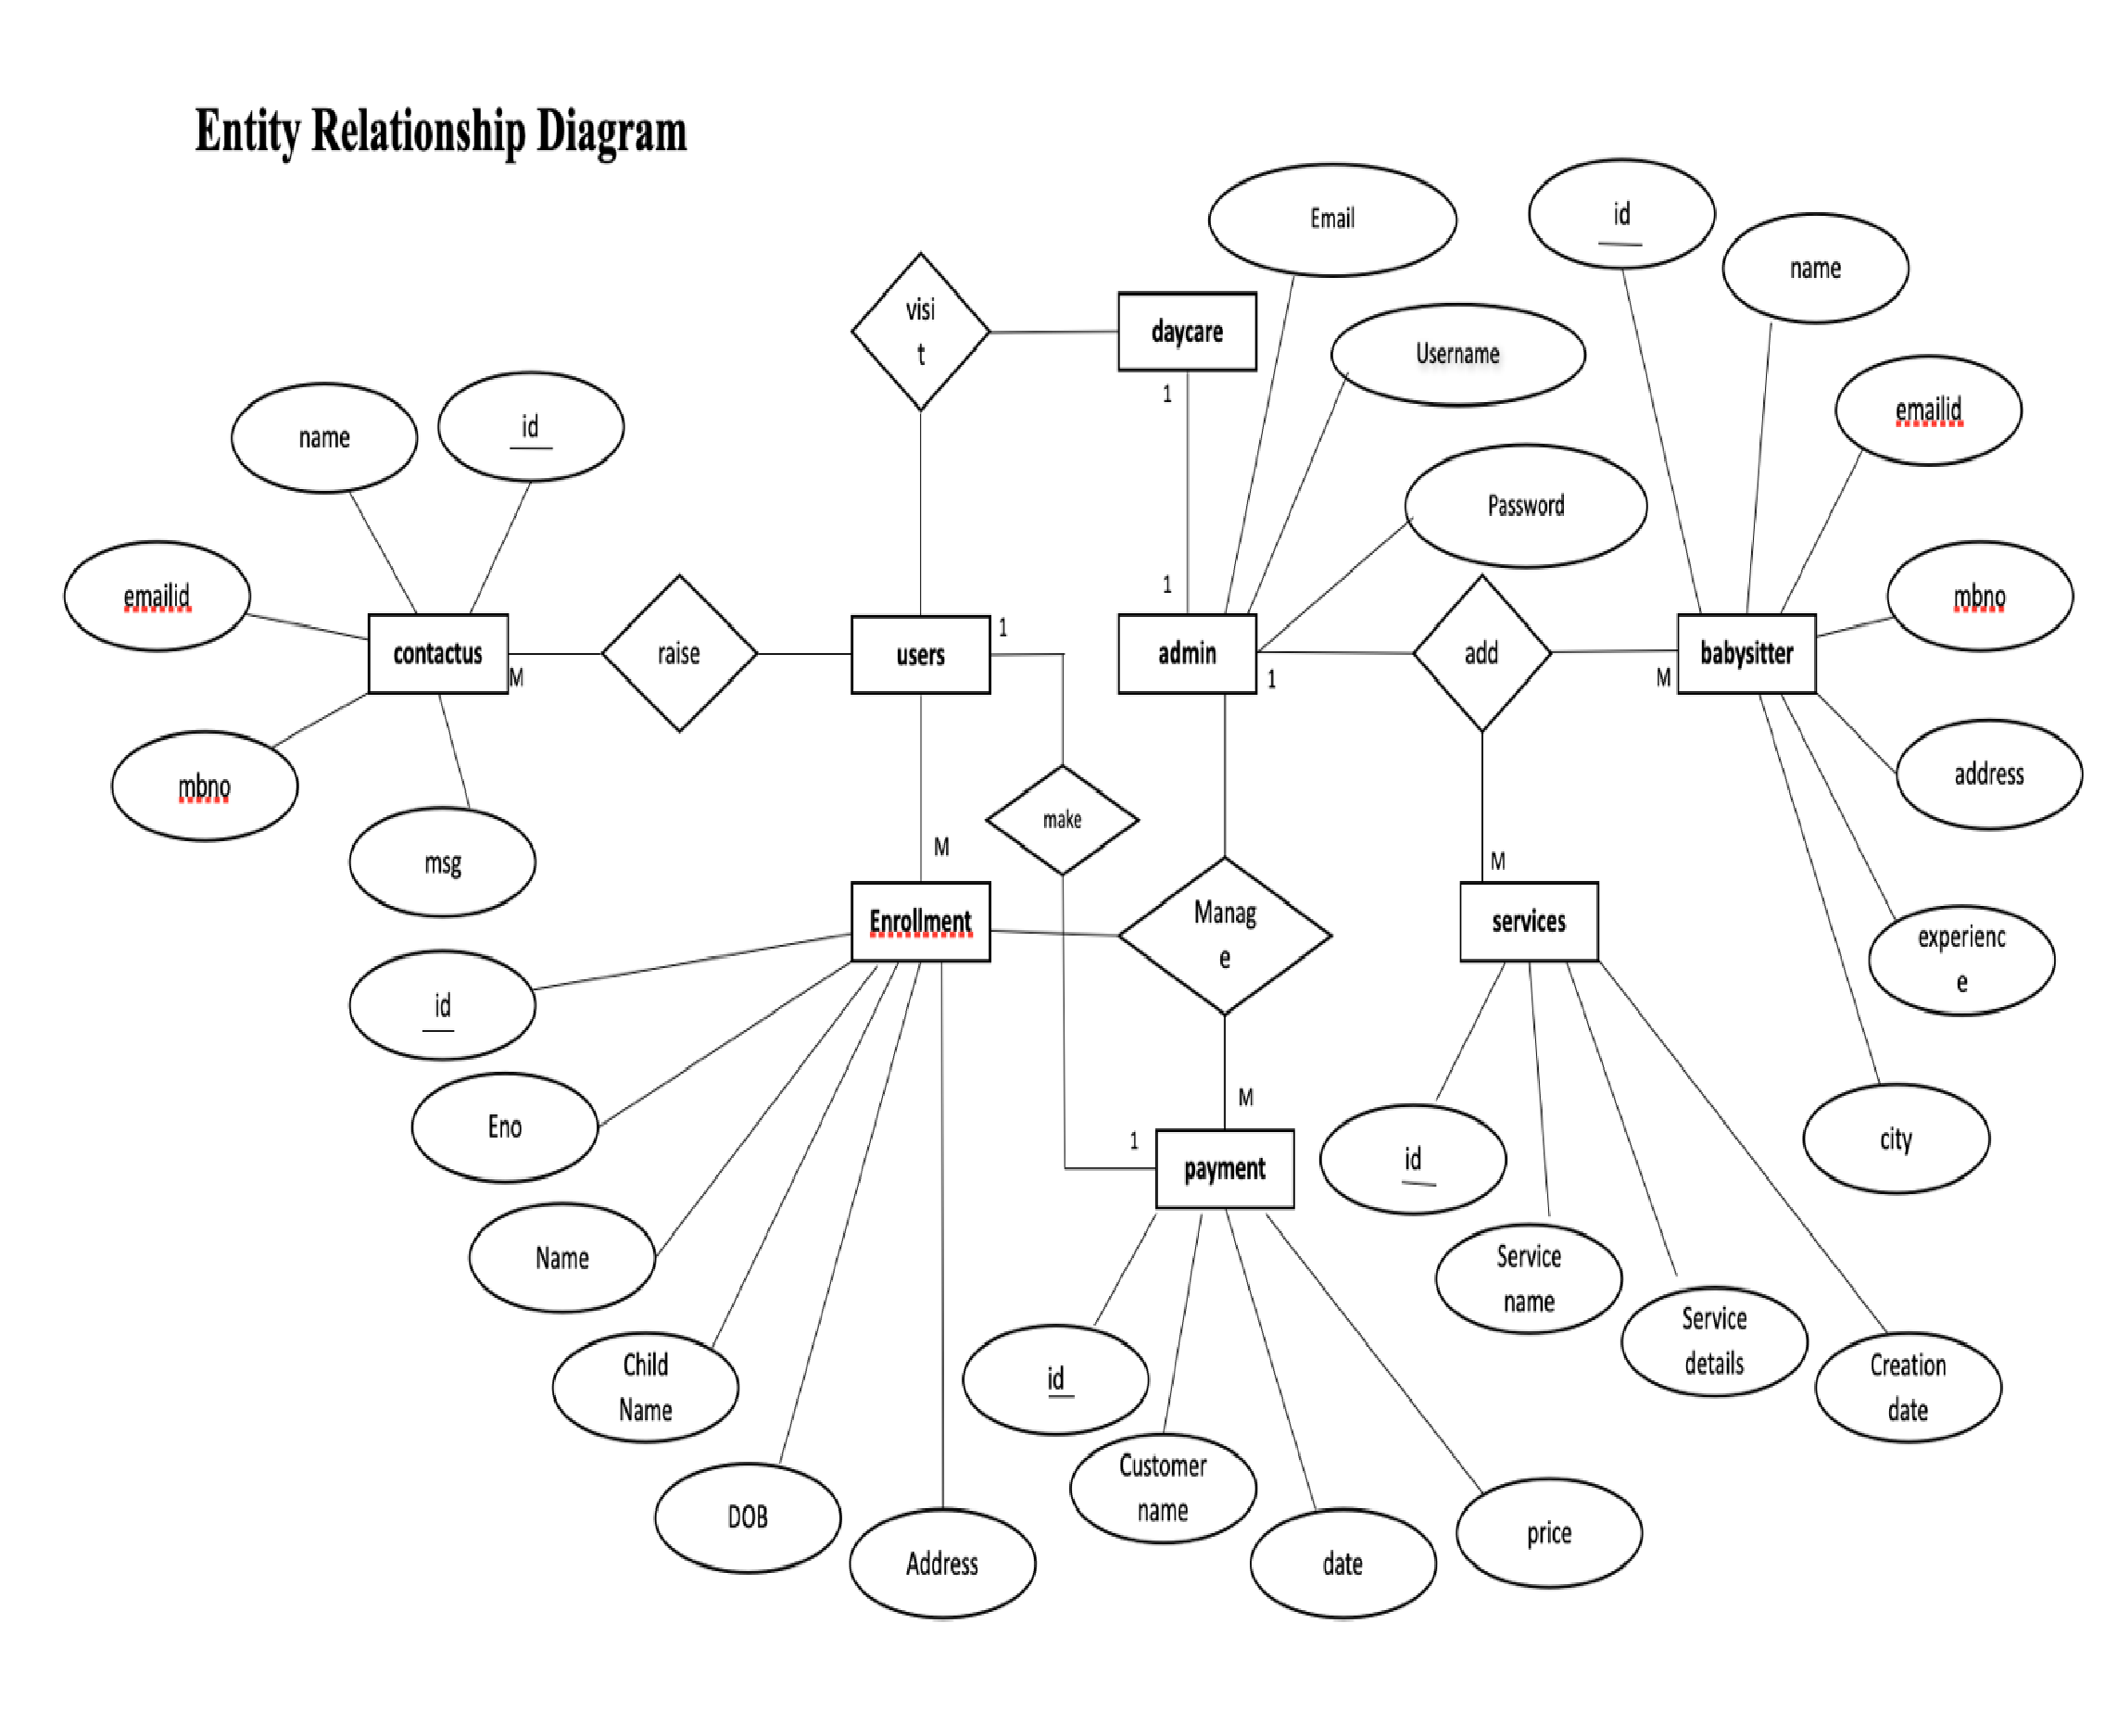 Entity Relationship Diagram
Email
id
name
visi
t
daycare
Username
1
emailid
name
id
Password
1
emailid
mbno
contactus
M
raise
users
1
admin
1
add
M
babysitter
mbno
msg
make
M
address
M
Enrollment
Manag
e
services
experienc
e
id
Eno
M
1
payment
id
city
Name
Service
name
Child
Name
id
Service
details
Creation
date
DOB
Customer
name
Address
date
price